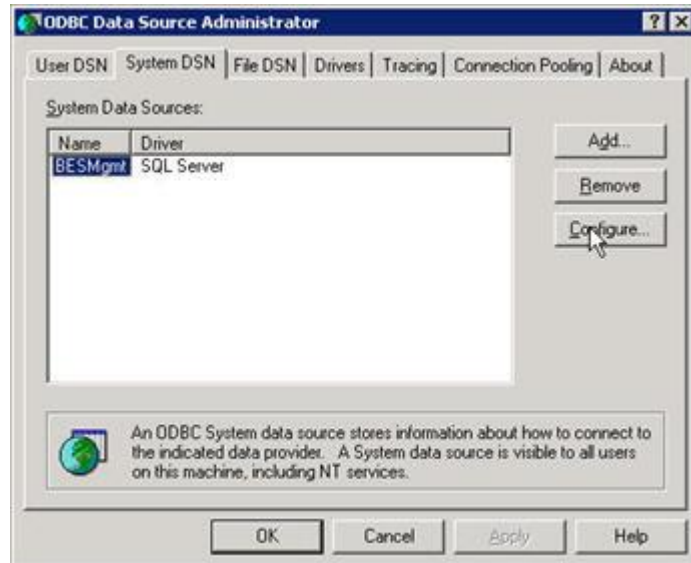 ODBC Data Source Administrator
User DSN System DSN File DSN Drivers Tracing Connection Pooling About
System Data Sources:
Name Driver
BESMgmt SQL Server
Add...
Remove
Configure...
An ODBC System data source stores information about how to connect to
the indicated data provider. A System data source is visible to all users
on this machine, including NT services.
OK Cancel Apply Help